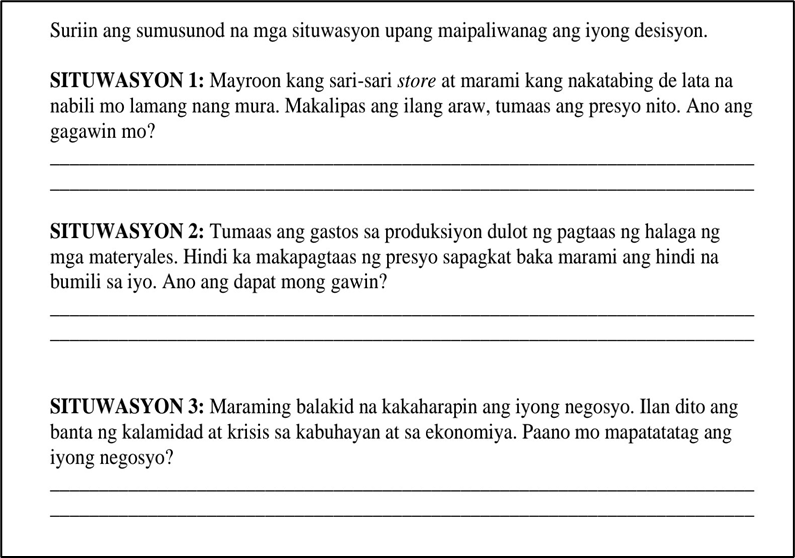 Suriin ang sumusunod na mga situwasyon upang maipaliwanag ang iyong desisyon.
SITUWASYON 1: Mayroon kang sari-sari store at marami kang nakatabing de lata na
nabili mo lamang nang mura. Makalipas ang ilang araw, tumaas ang presyo nito. Ano ang
gagawin mo?
SITUWASYON 2: Tumaas ang gastos sa produksiyon dulot ng pagtaas ng halaga ng
mga materyales. Hindi ka makapagtaas ng presyo sapagkat baka marami ang hindi na
bumili sa iyo. Ano ang dapat mong gawin?
SITUWASYON 3: Maraming balakid na kakaharapin ang iyong negosyo. Ilan dito ang
banta ng kalamidad at krisis sa kabuhayan at sa ekonomiya. Paano mo mapatatatag ang
iyong negosyo?